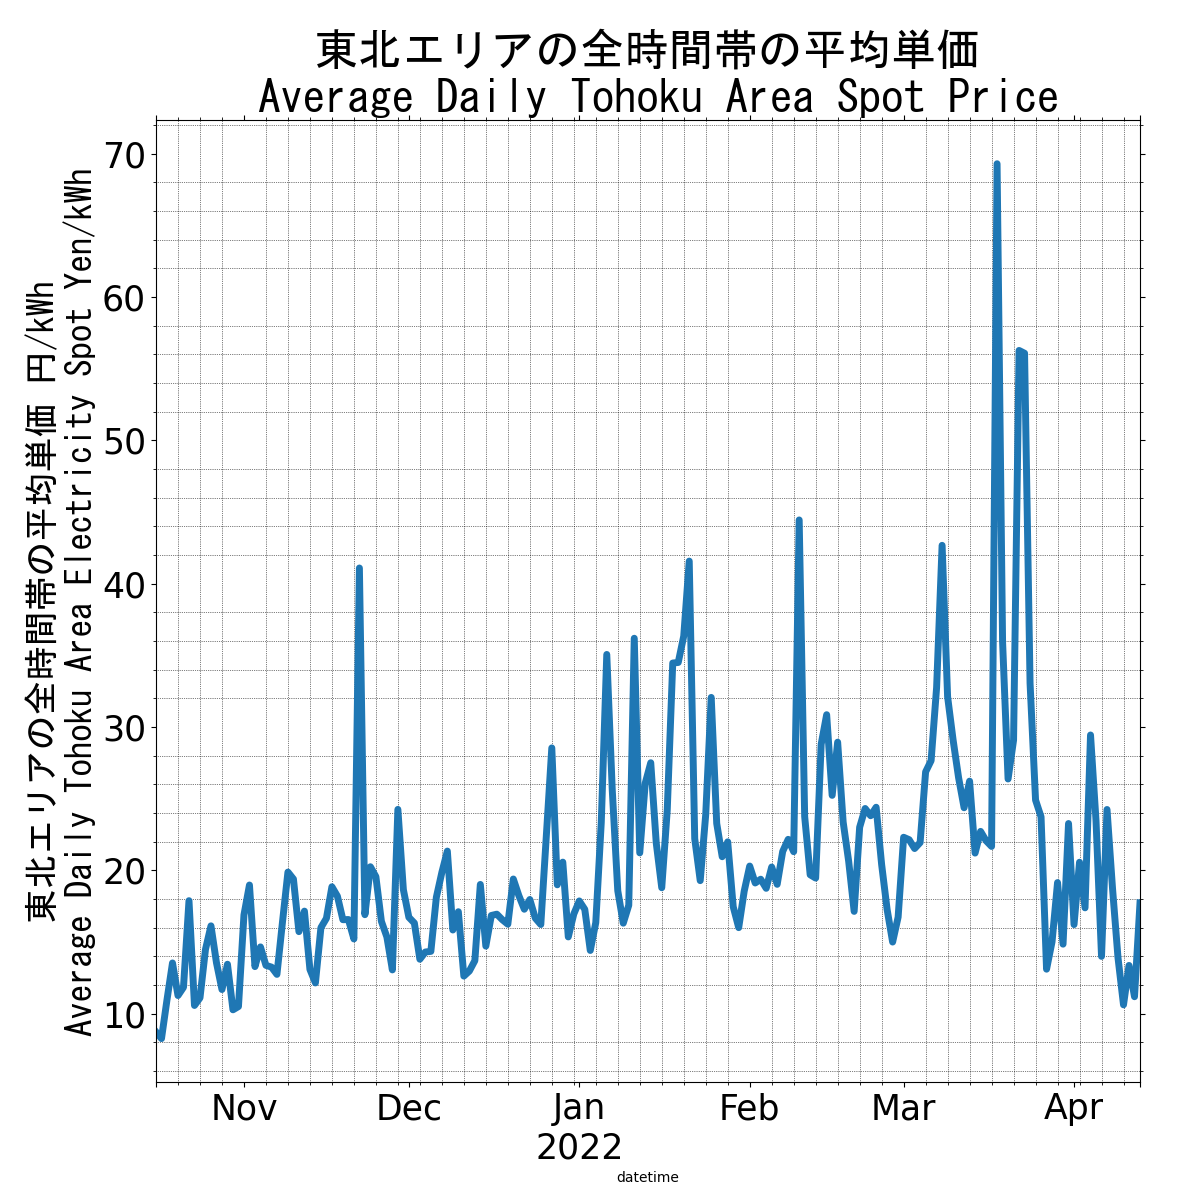 東北エリアの全時間帯の平均単価
Average Daily Tohoku Area Spot Price
東北エリアの全時間帯の平均単価 円/kWh
Average Daily Tohoku Area Electricity Spot Yen/kWh
70
60
50
40
30
20
10
Nov
Dec
Jan
2022
Feb
Mar
Apr
datetime